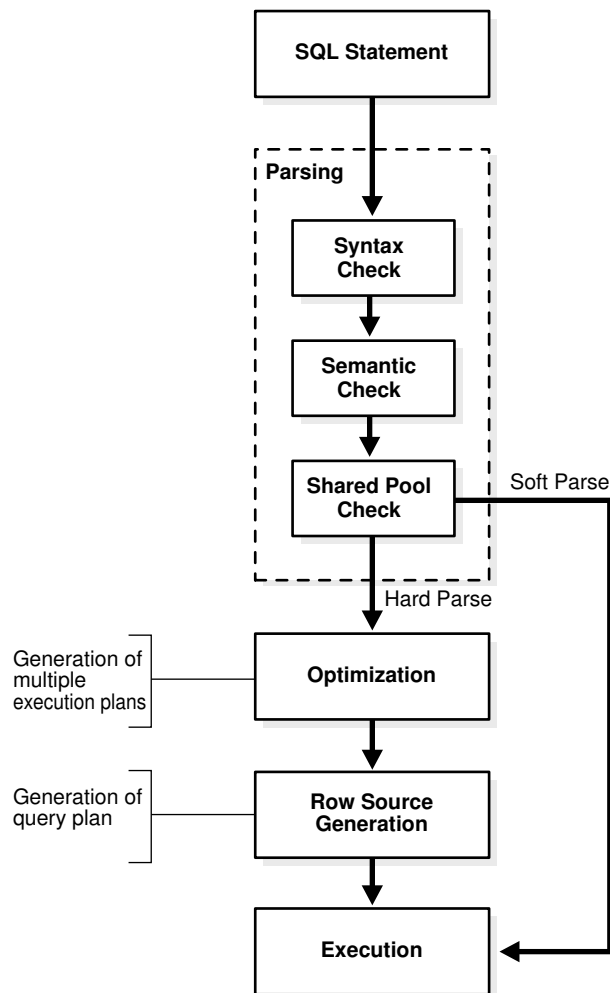 SQL Statement
Parsing
Syntax
Check
Semantic
Check
Shared Pool
Check
Soft Parse
Hard Parse
Generation of
multiple
execution plans
Optimization
Generation of
query plan
Row Source
Generation
Execution